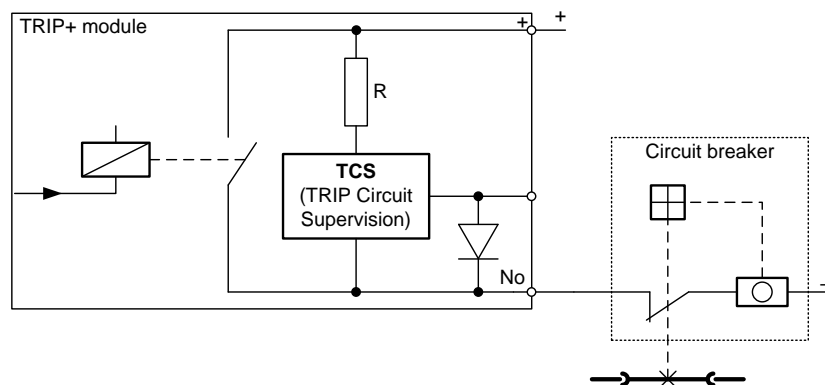 TRIP+ module
+ +
R
TCS
(TRIP Circuit
Supervision)
Circuit breaker
No
-